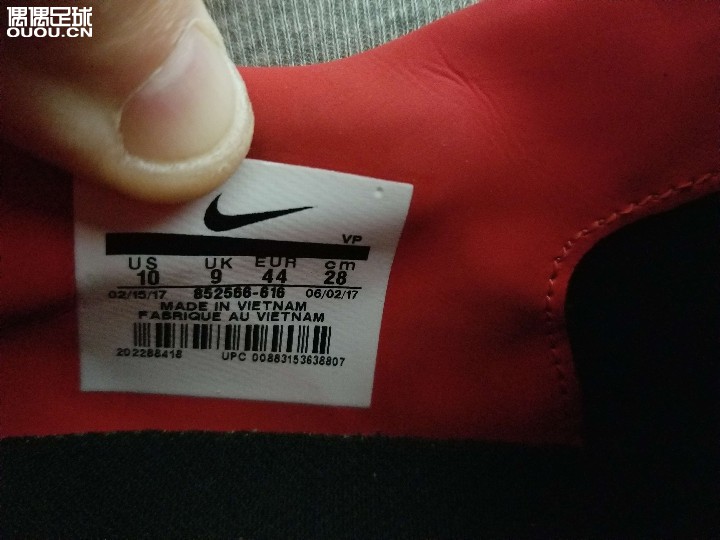 偶偶足球
OUOU.CN
VP
US UK EUR cm
10 9 44 28
02/15/17 852566-616 06/02/17
MADE IN VIETNAM
FABRIQUE AU VIETNAM
202288418 UPC 00883153638807